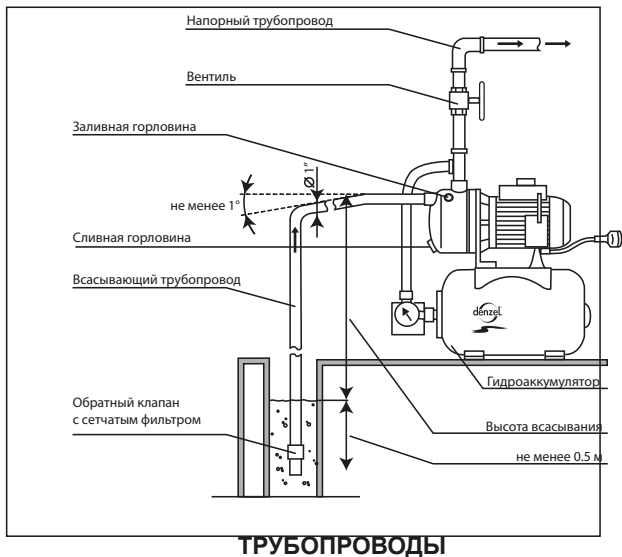 Напорный трубопровод
Вентиль
Заливная горловина
Ø 1"
не менее 1°
Сливная горловина
Всасывающий трубопровод
denzel
Гидроаккумулятор
Обратный клапан
с сетчатым фильтром
Высота всасывания
не менее 0.5 м
ТРУБОПРОВОДЫ